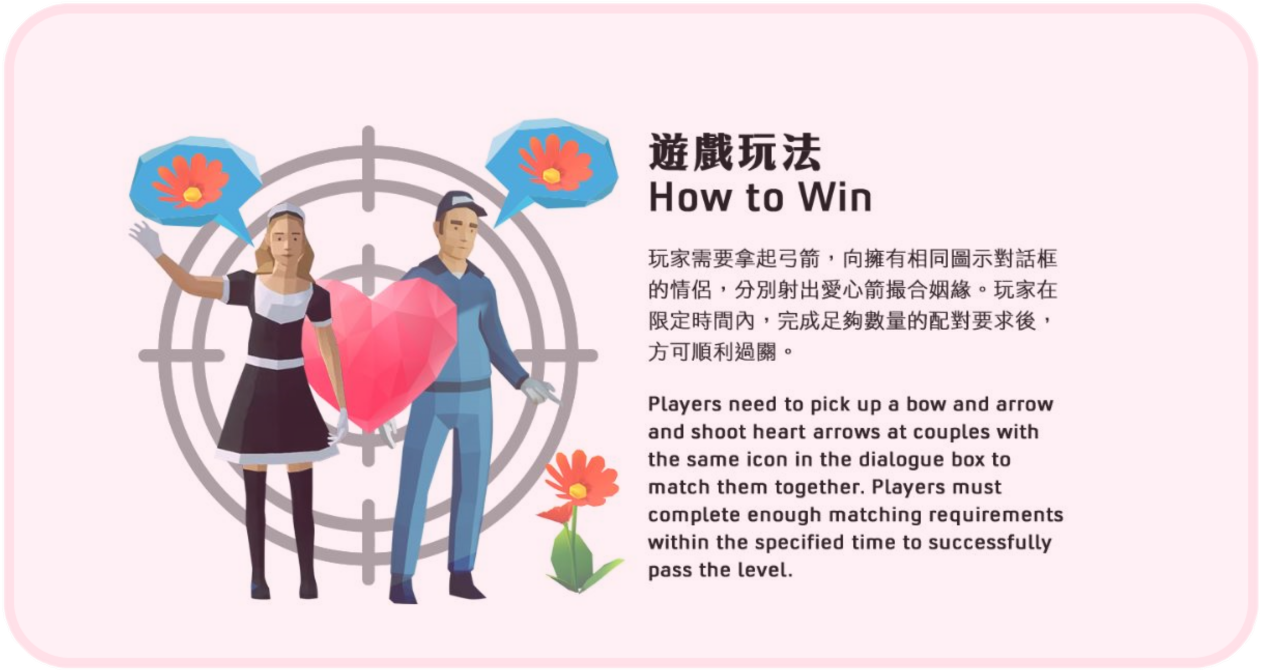 遊戲玩法
How to Win
玩家需要拿起弓箭，向擁有相同圖示對話框
的情侶，分別射出愛心箭撮合姻緣。玩家在
限定時間內，完成足夠數量的配對要求後，
方可順利過關。
Players need to pick up a bow and arrow
and shoot heart arrows at couples with
the same icon in the dialogue box to
match them together. Players must
complete enough matching requirements
within the specified time to successfully
pass the level.